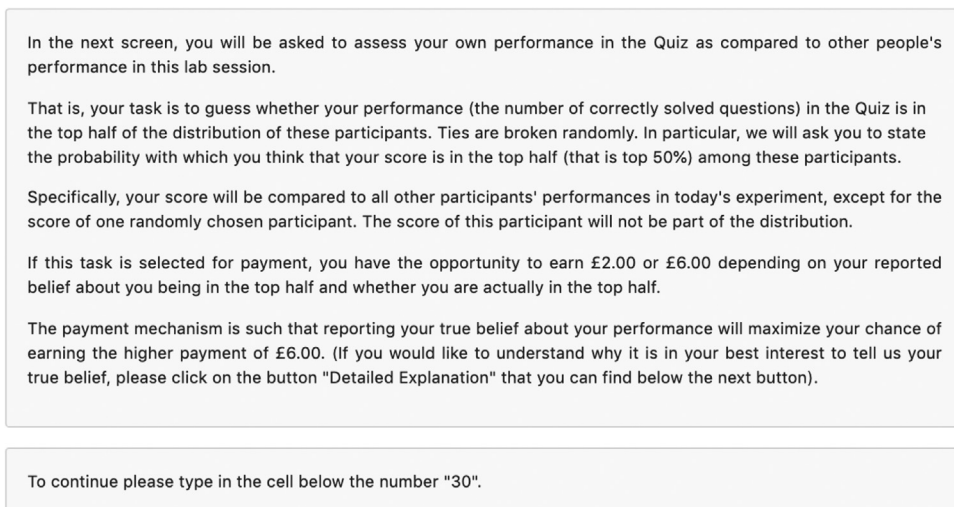 In the next screen, you will be asked to assess your own performance in the Quiz as compared to other people's
performance in this lab session.
That is, your task is to guess whether your performance (the number of correctly solved questions) in the Quiz is in
the top half of the distribution of these participants. Ties are broken randomly. In particular, we will ask you to state
the probability with which you think that your score is in the top half (that is top 50%) among these participants.
Specifically, your score will be compared to all other participants' performances in today's experiment, except for the
score of one randomly chosen participant. The score of this participant will not be part of the distribution.
If this task is selected for payment, you have the opportunity to earn £2.00 or £6.00 depending on your reported
belief about you being in the top half and whether you are actually in the top half.
The payment mechanism is such that reporting your true belief about your performance will maximize your chance of
earning the higher payment of £6.00. (If you would like to understand why it is in your best interest to tell us your
true belief, please click on the button "Detailed Explanation" that you can find below the next button).
To continue please type in the cell below the number "30".